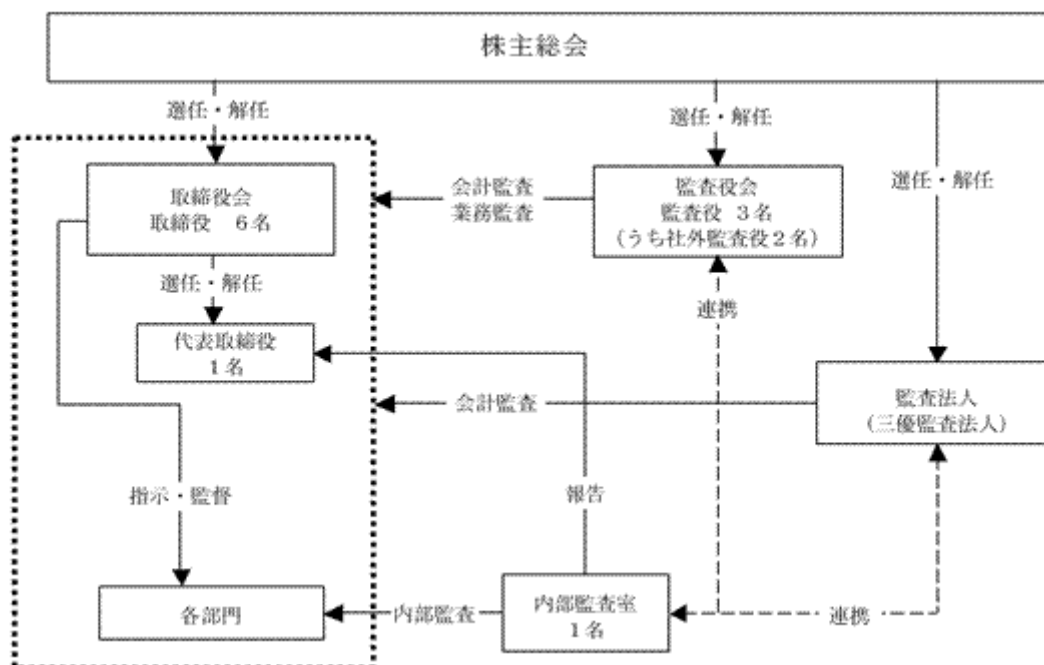 株主総会
選任・解任
選任・解任
選任・解任
取締役会
取締役 6名
会計監査
業務監査
監査役会
監査役 3名
(うち社外監査役2名)
選任・解任
連携
代表取締役
1名
会計監査
監査法人
(三優監査法人)
指示・監督
報告
各部門
内部監査
内部監査室
1名
連携